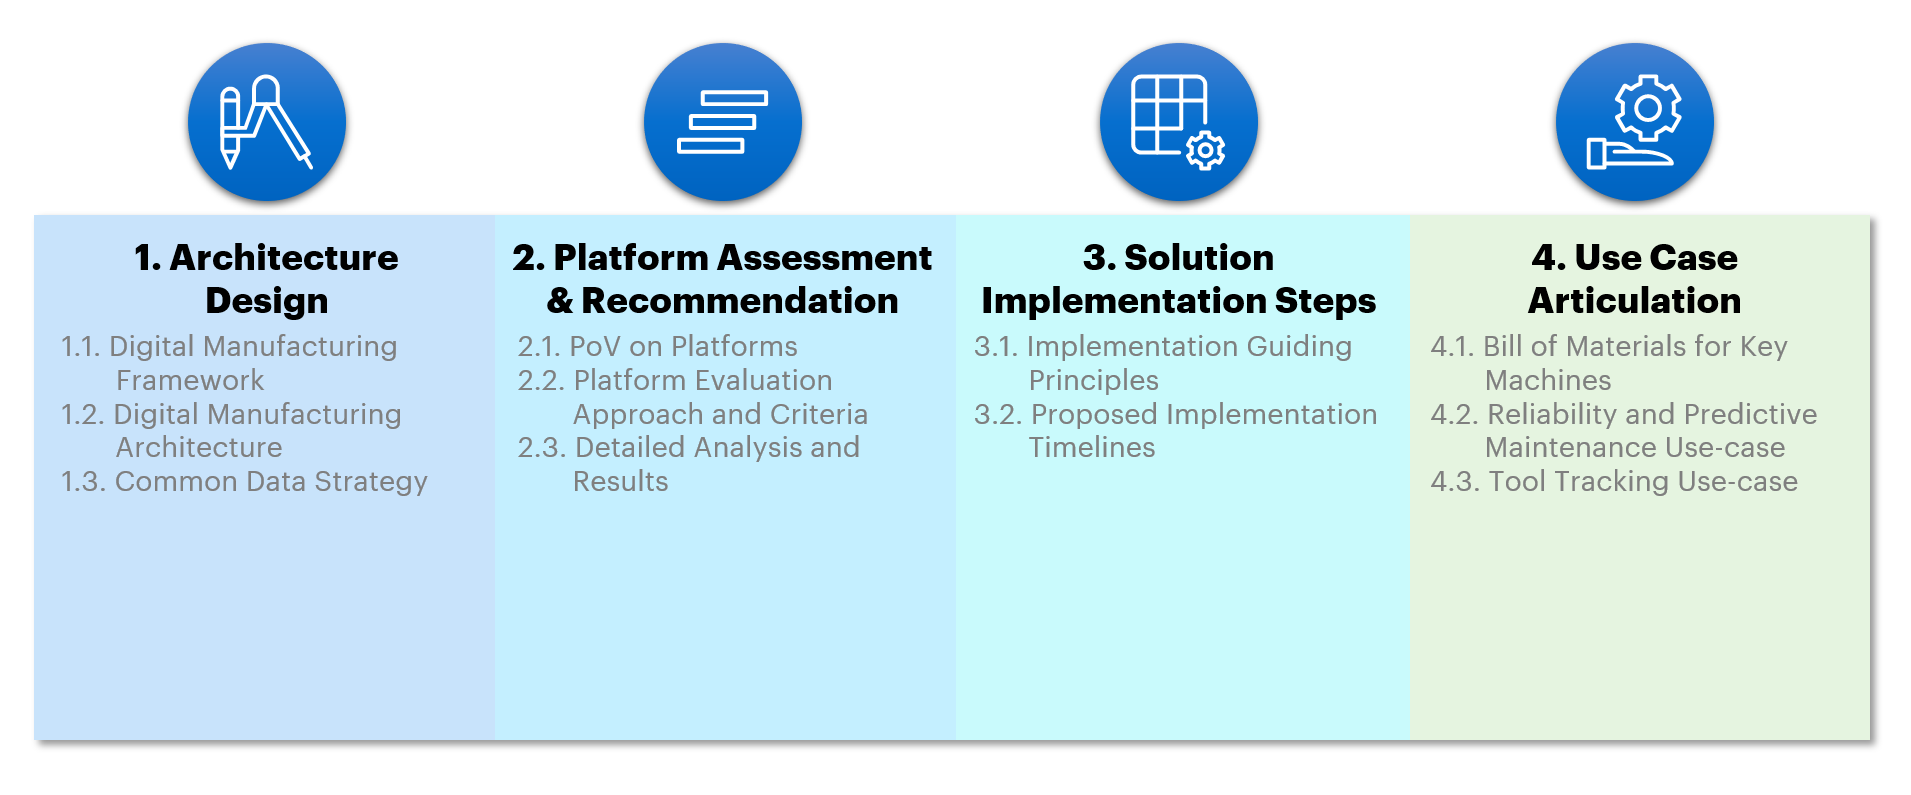 1. Architecture
Design
1.1. Digital Manufacturing
Framework
1.2. Digital Manufacturing
Architecture
1.3. Common Data Strategy
2. Platform Assessment
& Recommendation
2.1. PoV on Platforms
2.2. Platform Evaluation
Approach and Criteria
2.3. Detailed Analysis and
Results
3. Solution
Implementation Steps
3.1. Implementation Guiding
Principles
3.2. Proposed Implementation
Timelines
4. Use Case
Articulation
4.1. Bill of Materials for Key
Machines
4.2. Reliability and Predictive
Maintenance Use-case
4.3. Tool Tracking Use-case